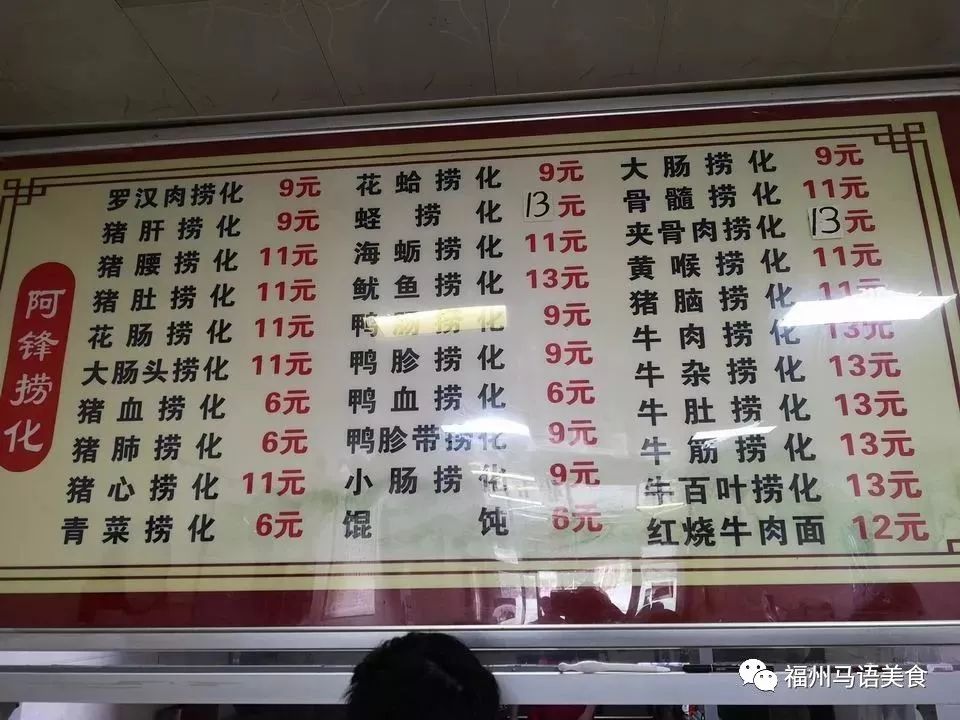 阿锋捞化
罗汉肉捞化 9元
猪肝捞化 9元
猪腰捞化 11元
猪肚捞化 11元
花肠捞化 11元
大肠头捞化 11元
猪血捞化 6元
猪肺捞化 6元
猪心捞化 11元
青菜捞化 6元
花蛤捞化 9元
蛏捞化 13元
海蛎捞化 11元
鱿鱼捞化 13元
鸭肠捞化 9元
鸭胗捞化 9元
鸭血捞化 6元
鸭胗带捞化 9元
小肠捞化 9元
馄饨 6元
大肠捞化 9元
骨髓捞化 11元
夹骨肉捞化 13元
黄喉捞化 11元
猪脑捞化 11元
牛肉捞化 13元
牛杂捞化 13元
牛肚捞化 13元
牛筋捞化 13元
牛百叶捞化 13元
红烧牛肉面 12元
福州马语美食